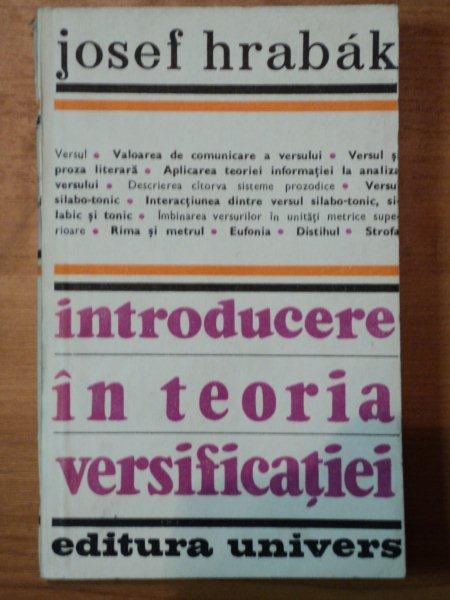 josef hrabák
Versul • Valoarea de comunicare a versului • Versul ș
proza literară • Aplicarea teoriei informației la analiza
versului • Descrierea cîtorva sisteme prozodice • Versu
silabo-tonic • Interacțiunea dintre versul silabo-tonic, si-
labic și tonic • Îmbinarea versurilor în unități metrice supe-
rioare • Rima și metrul • Eufonia • Distihul • Strofa
introducere
în teoria
versificației
editura univers